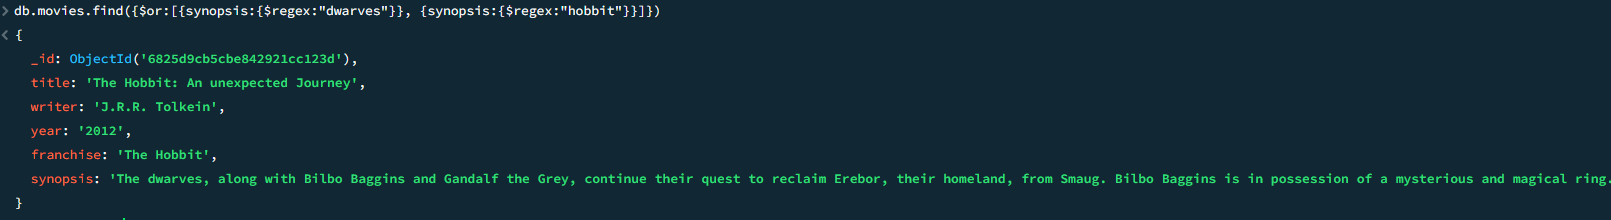 > db.movies.find({$or:[{synopsis:{$regex:"dwarves"}}, {synopsis:{$regex:"hobbit"}}]})
< {
_id: ObjectId('6825d9cb5cbe842921cc123d'),
title: 'The Hobbit: An unexpected Journey',
writer: 'J.R.R. Tolkein',
year: '2012',
franchise: 'The Hobbit',
synopsis: 'The dwarves, along with Bilbo Baggins and Gandalf the Grey, continue their quest to reclaim Erebor, their homeland, from Smaug. Bilbo Baggins is in possession of a mysterious and magical ring.
}